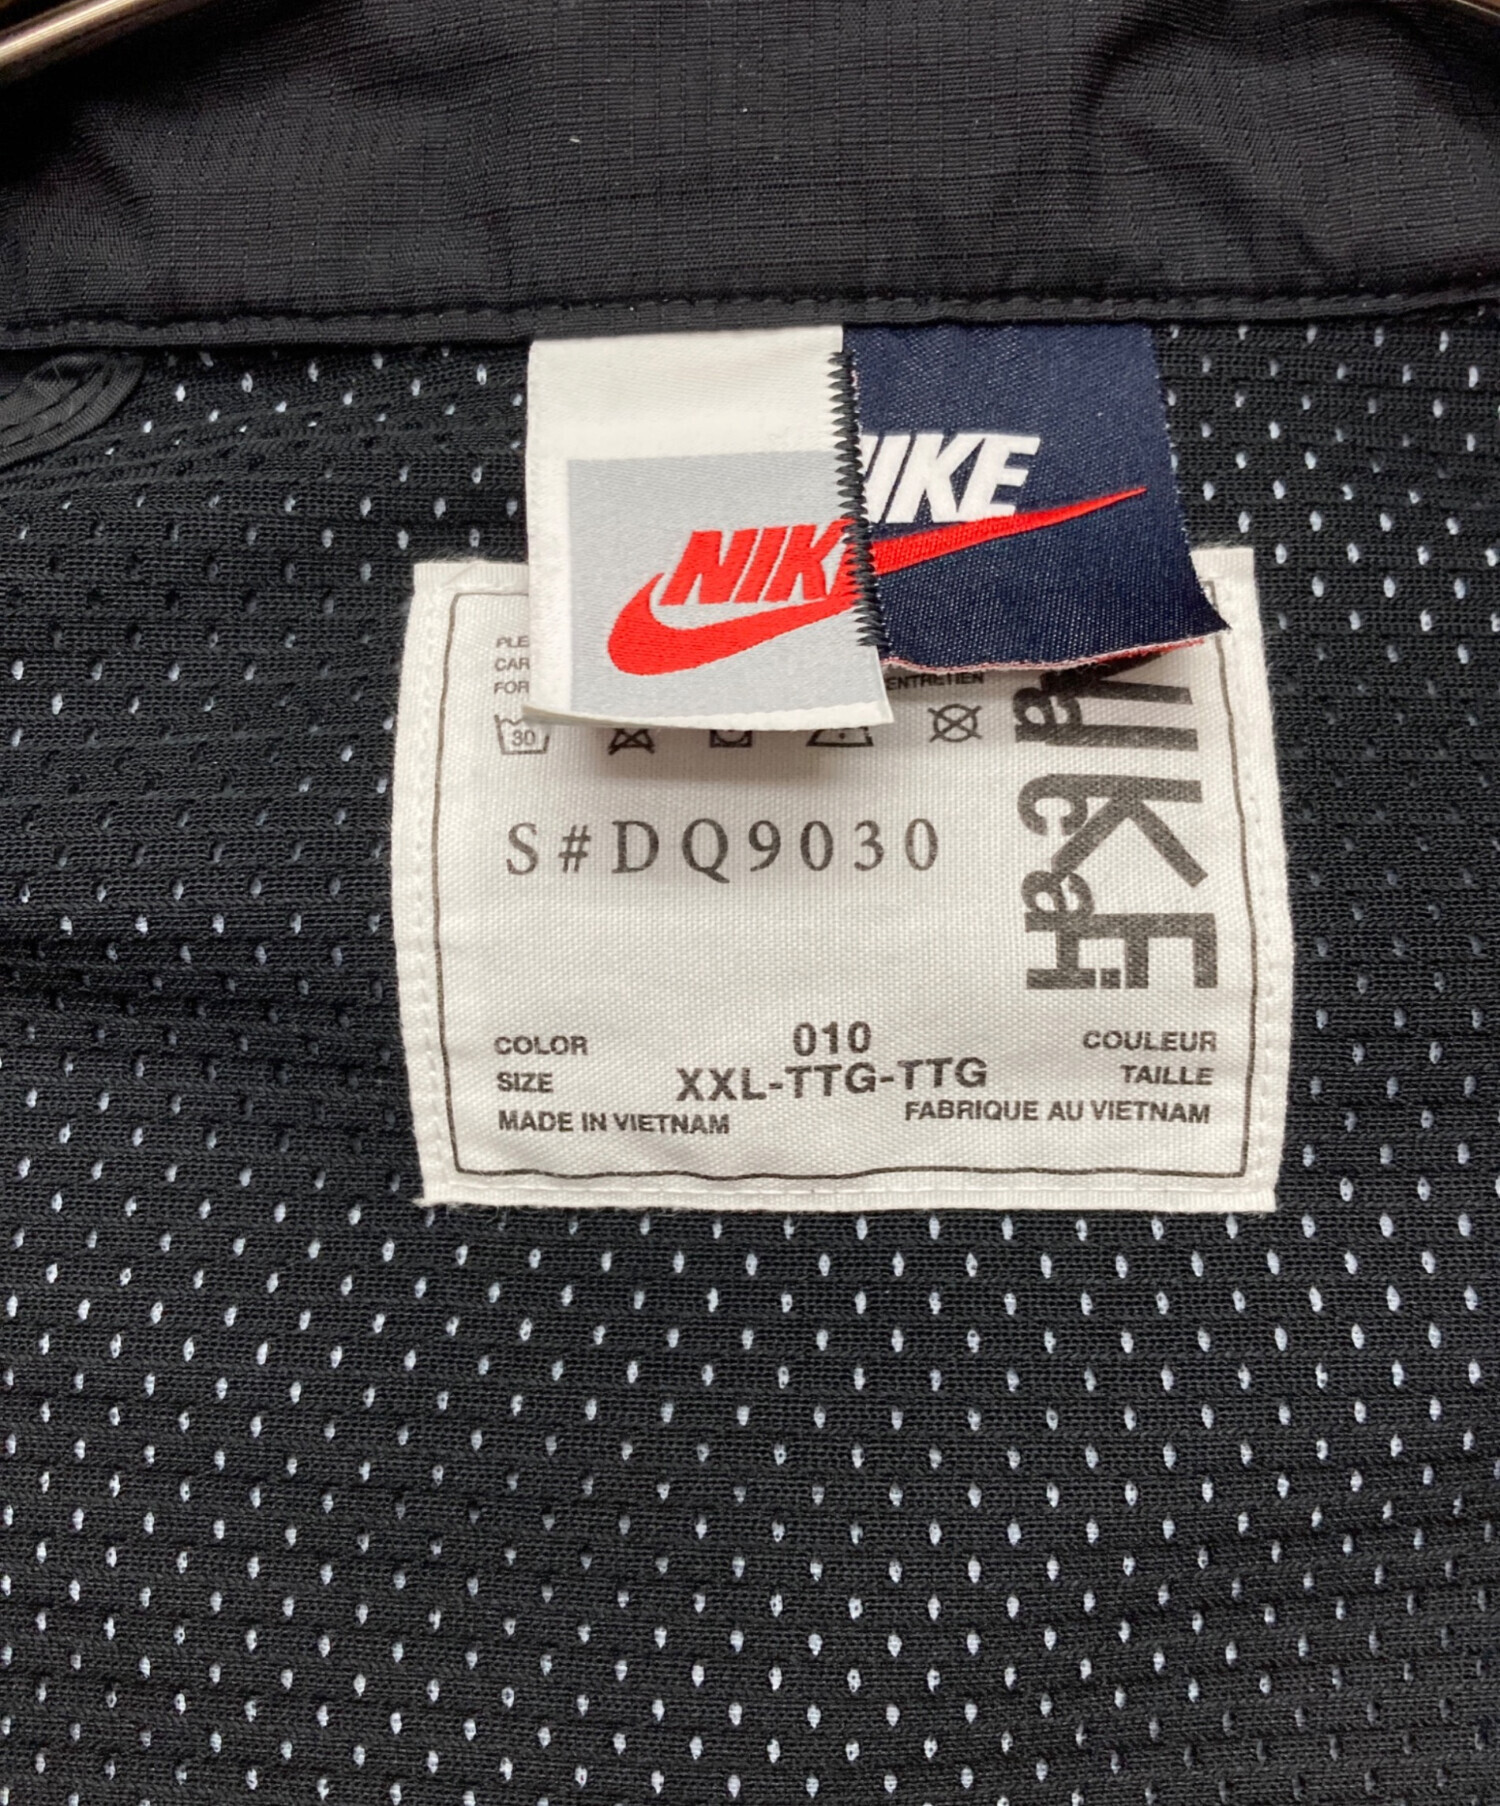 NIKE
NIK
PLE
CAR
FOR
ENTRETIEN
30
S#DQ9030
NIKE
sacai
COLOR 010 COULEUR
SIZE XXL-TTG-TTG TAILLE
MADE IN VIETNAM FABRIQUE AU VIETNAM